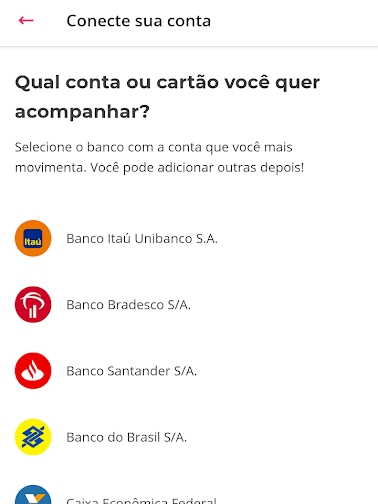 Conecte sua conta
Qual conta ou cartão você quer
acompanhar?
Selecione o banco com a conta que você mais
movimenta. Você pode adicionar outras depois!
Itaú
Banco Itaú Unibanco S.A.
Banco Bradesco S/A.
Banco Santander S/A.
Banco do Brasil S/A.
Caixa Econômica Federal